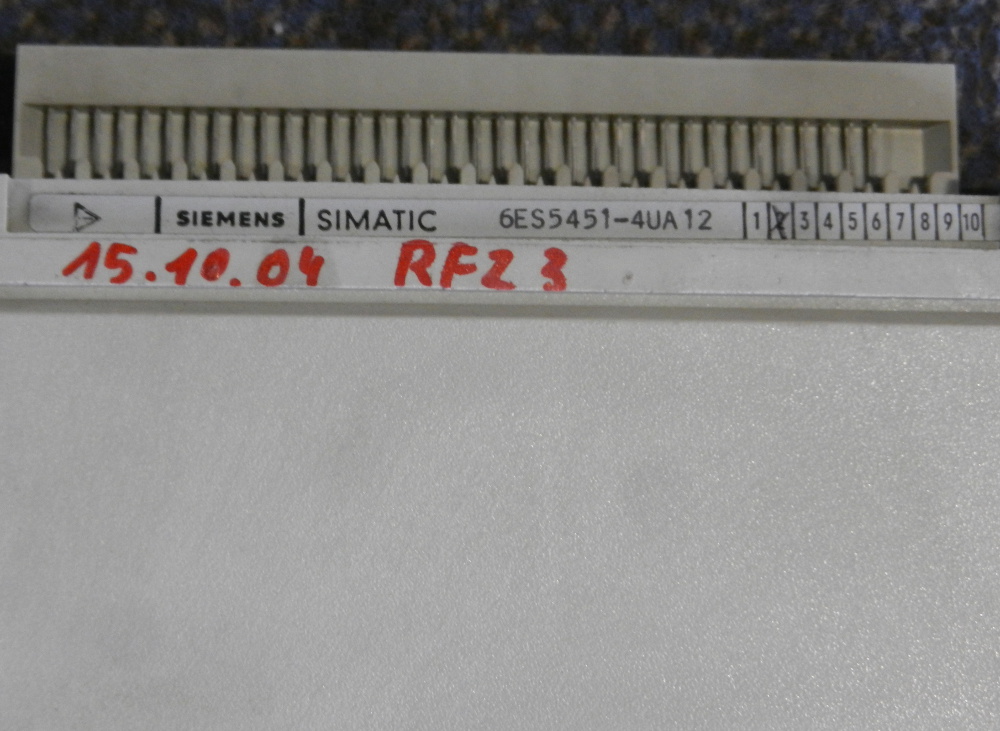 SIEMENS SIMATIC 6ES5451-4UA12 1 2 3 4 5 6 7 8 9 10
15.10.04 RFZ 3